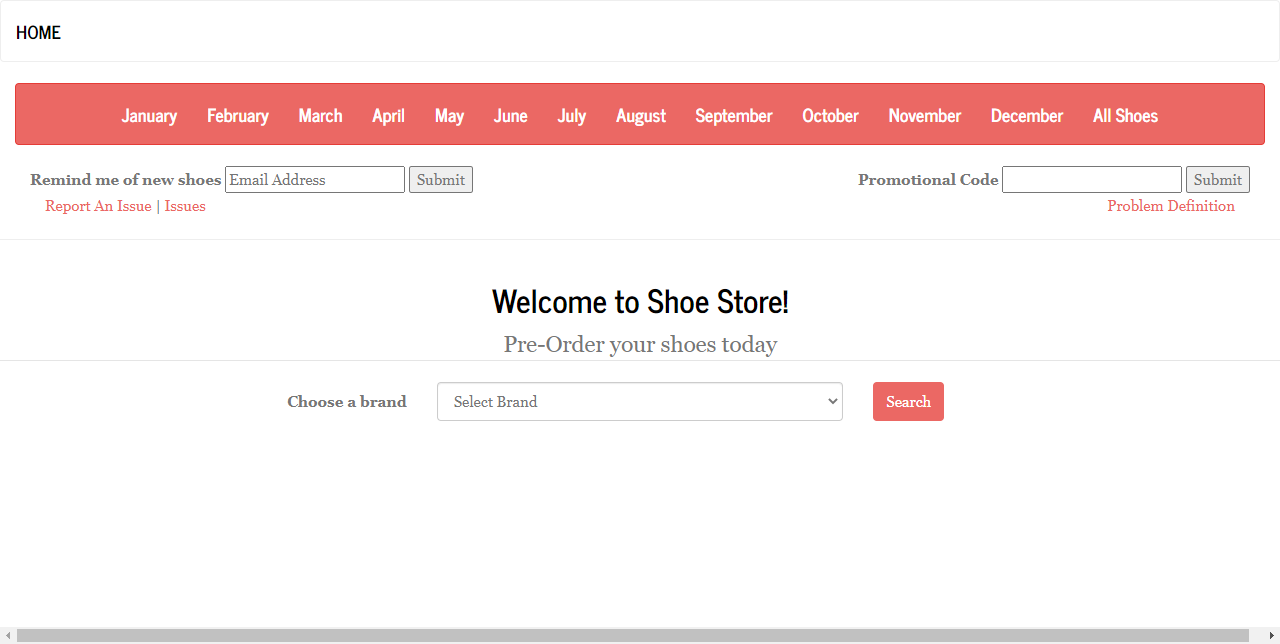 HOME
January February March April May June July August September October November December All Shoes
Remind me of new shoes Email Address Submit Promotional Code Submit
Report An Issue | Issues Problem Definition
Welcome to Shoe Store!
Pre-Order your shoes today
Choose a brand Select Brand Search